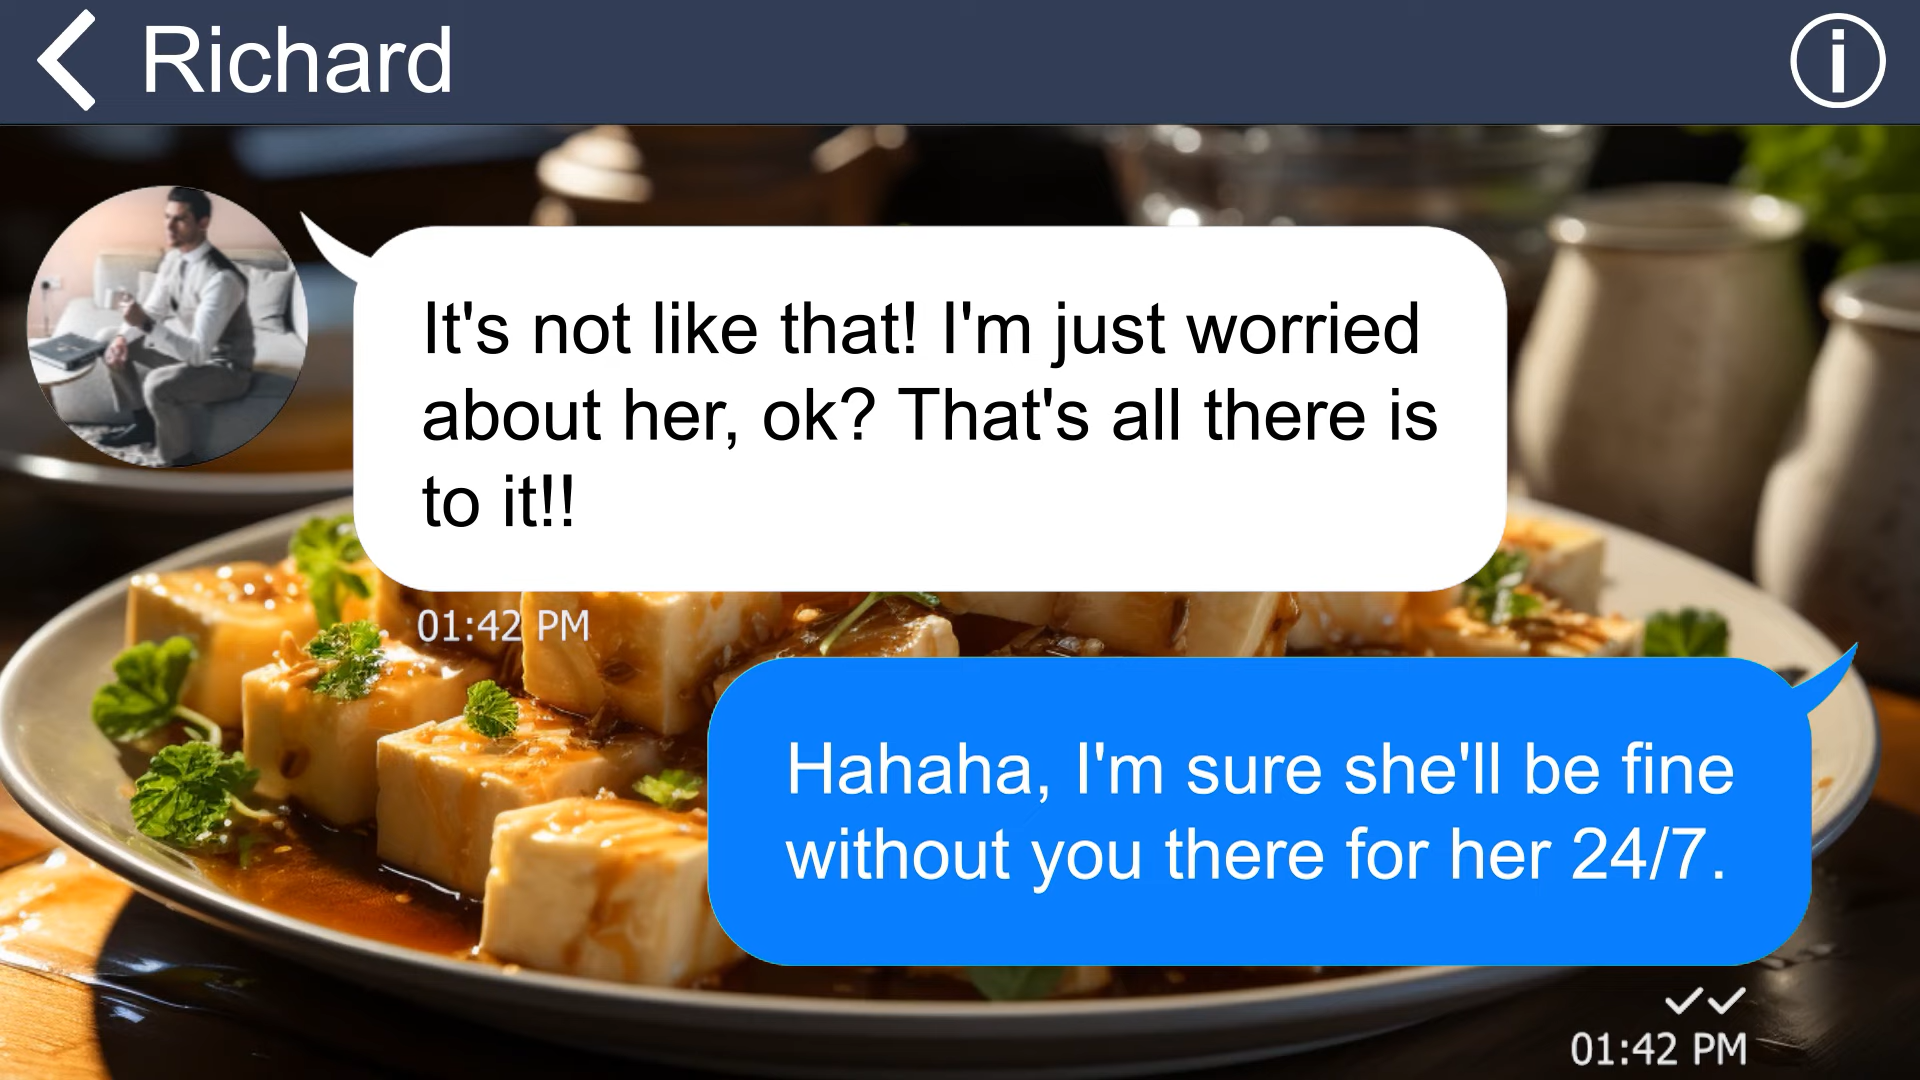 Richard
It's not like that! I'm just worried
about her, ok? That's all there is
to it!!
01:42 PM
Hahaha, I'm sure she'll be fine
without you there for her 24/7.
01:42 PM